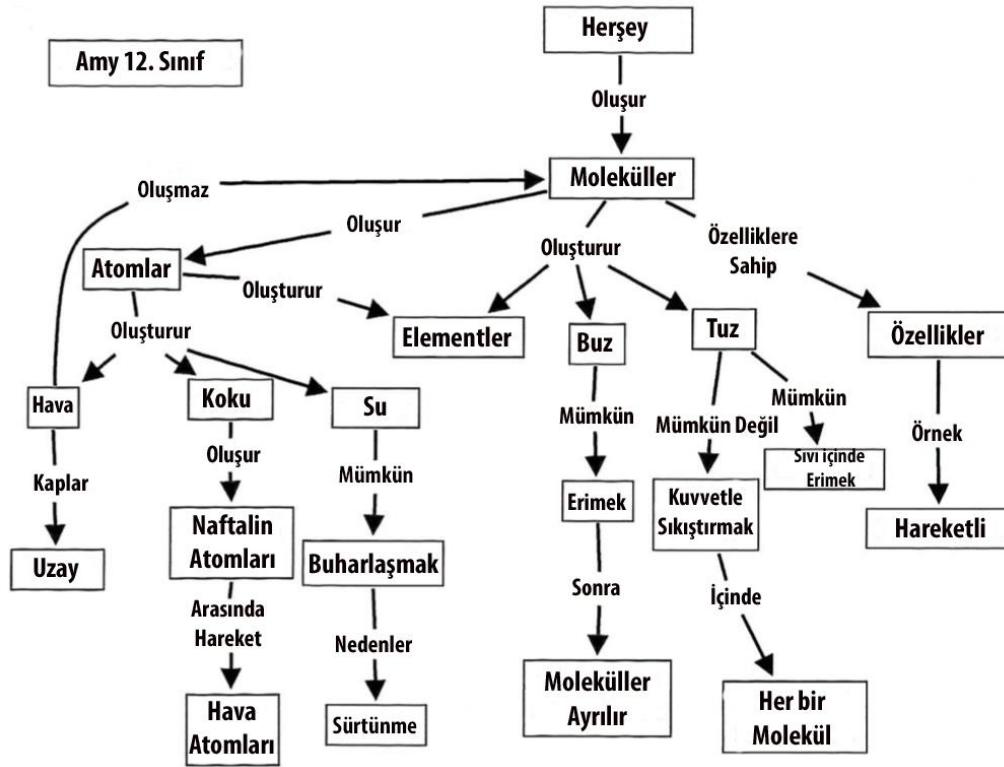 Herşey
Amy 12. Sınıf
Oluşur
Moleküller
Oluşmaz
Oluşur
Oluşturur
Özelliklere
Sahip
Atomlar
Oluşturur
Elementler
Buz
Tuz
Özellikler
Oluşturur
Hava
Koku
Su
Mümkün
Mümkün Değil
Mümkün
Örnek
Kaplar
Oluşur
Mümkün
Erimek
Kuvvetle
Sıkıştırmak
Sıvı içinde
Erimek
Hareketli
Uzay
Naftalin
Atomları
Buharlaşmak
Sonra
İçinde
Arasında
Hareket
Nedenler
Moleküller
Ayrılır
Her bir
Molekül
Hava
Atomları
Sürtünme